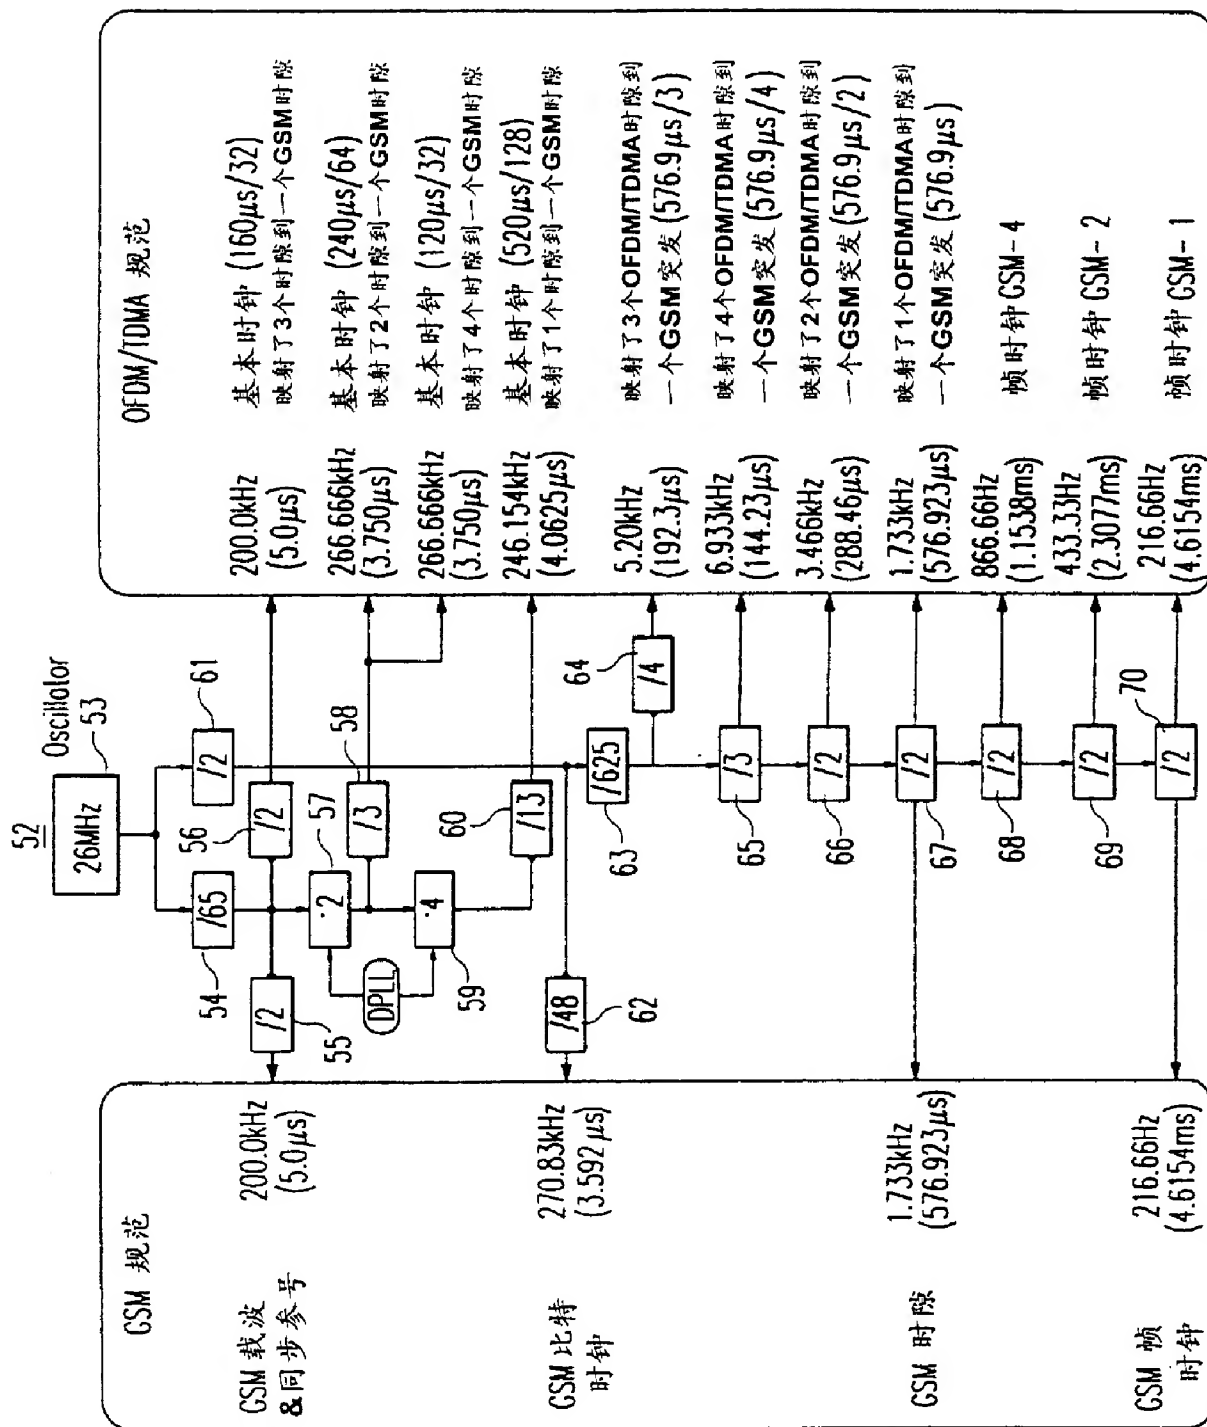 52
Oscillator
26MHz
53
/65
54
/2
61
/2
55
/2
56
·2
57
/3
58
DPLL
·4
59
/13
60
/48
62
/625
63
/4
64
/3
65
/2
66
/2
67
/2
68
/2
69
/2
70
GSM 规范
GSM 载波
&同步参号
200.0kHz
(5.0μs)
GSM 比特
时钟
270.83kHz
(3.592μs)
GSM 时隙
1.733kHz
(576.923μs)
GSM 帧
时钟
216.66Hz
(4.6154ms)
OFDM/TDMA 规范
200.0kHz
(5.0μs)
基本时钟 (160μs/32)
映射了3个时隙到一个GSM时隙
266.666kHz
(3.750μs)
基本时钟 (240μs/64)
映射了2个时隙到一个GSM时隙
266.666kHz
(3.750μs)
基本时钟 (120μs/32)
映射了4个时隙到一个GSM时隙
246.154kHz
(4.0625μs)
基本时钟 (520μs/128)
映射了1个时隙到一个GSM时隙
5.20kHz
(192.3μs)
映射了3个OFDM/TDMA时隙到
一个GSM突发(576.9μs/3)
6.933kHz
(144.23μs)
映射了4个OFDM/TDMA时隙到
一个GSM突发(576.9μs/4)
3.466kHz
(288.46μs)
映射了2个OFDM/TDMA时隙到
一个GSM突发(576.9μs/2)
1.733kHz
(576.923μs)
映射了1个OFDM/TDMA时隙到
一个GSM突发(576.9μs)
866.66Hz
(1.1538ms)
帧时钟GSM-4
433.33Hz
(2.3077ms)
帧时钟GSM-2
216.66Hz
(4.6154ms)
帧时钟GSM-1